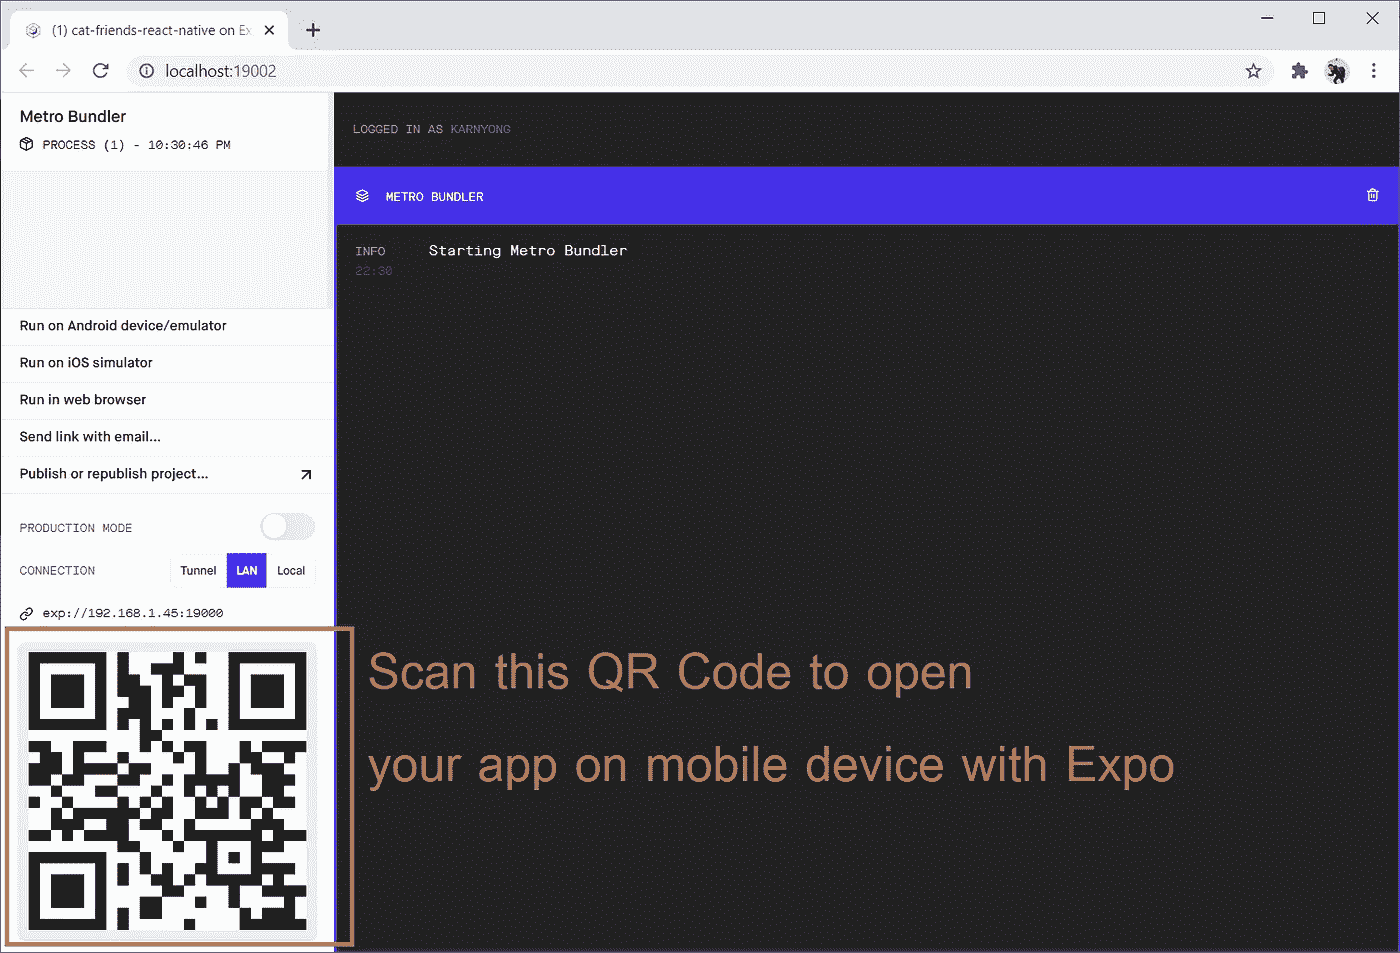 (1) cat-friends-react-native on Ex
localhost:19002
Metro Bundler
PROCESS (1) - 10:30:46 PM
Run on Android device/emulator
Run on iOS simulator
Run in web browser
Send link with email...
Publish or republish project...
PRODUCTION MODE
CONNECTION Tunnel LAN Local
exp://192.168.1.45:19000
LOGGED IN AS KARNYONG
METRO BUNDLER
INFO Starting Metro Bundler
22:30
Scan this QR Code to open
your app on mobile device with Expo